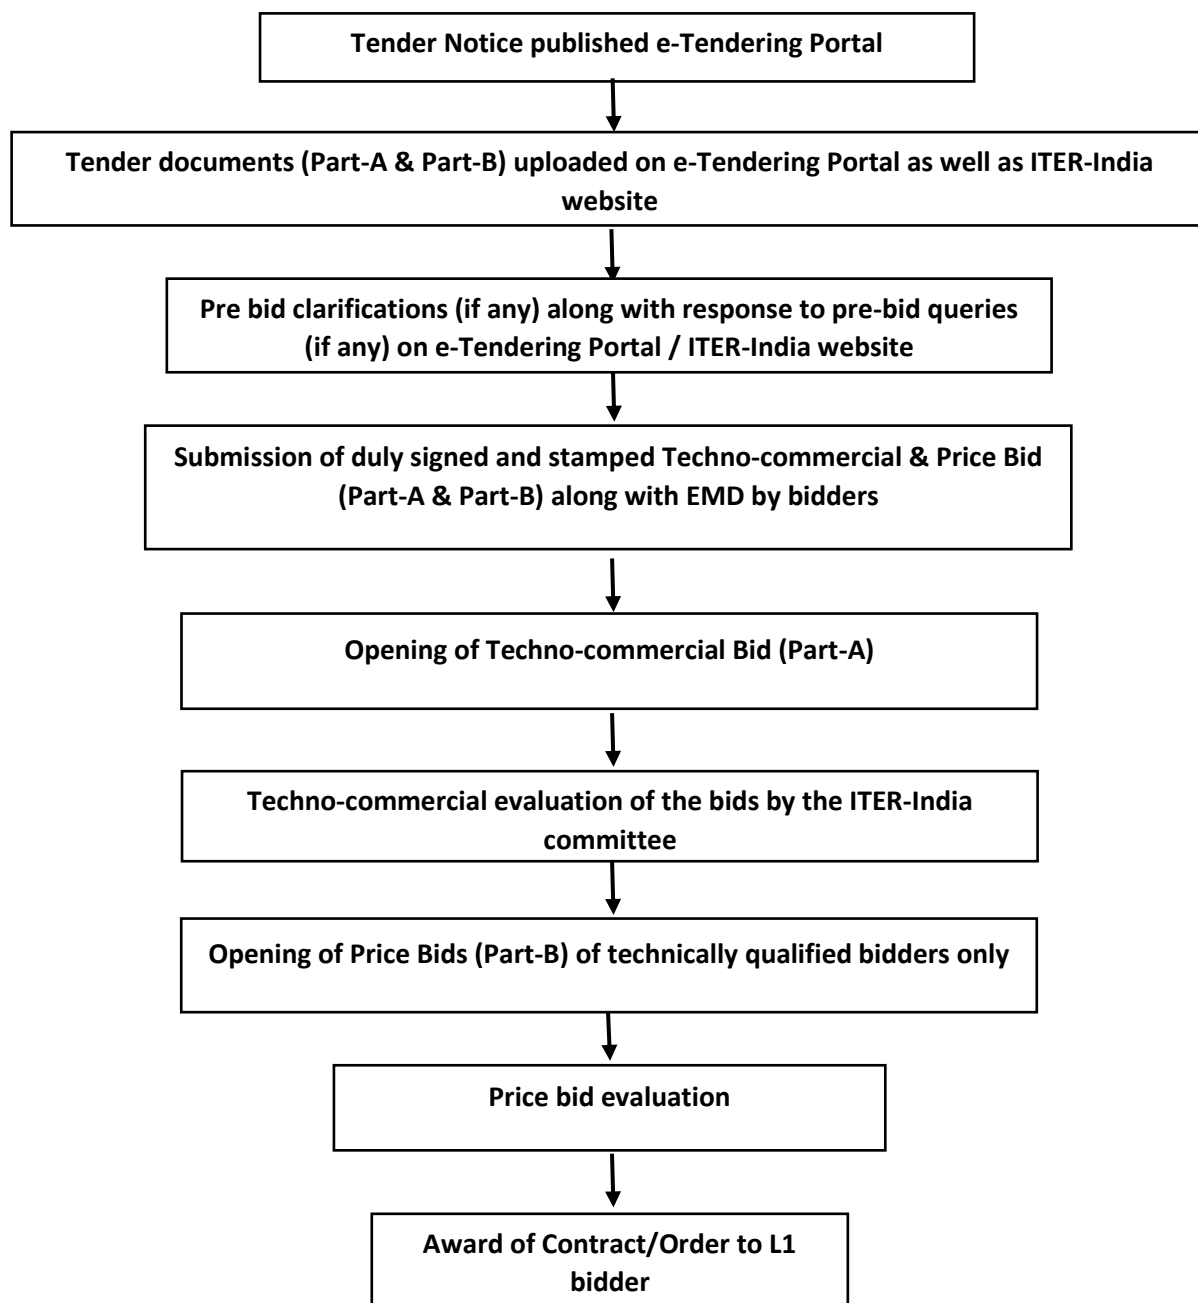 Tender Notice published e-Tendering Portal
Tender documents (Part-A & Part-B) uploaded on e-Tendering Portal as well as ITER-India
website
Pre bid clarifications (if any) along with response to pre-bid queries
(if any) on e-Tendering Portal / ITER-India website
Submission of duly signed and stamped Techno-commercial & Price Bid
(Part-A & Part-B) along with EMD by bidders
Opening of Techno-commercial Bid (Part-A)
Techno-commercial evaluation of the bids by the ITER-India
committee
Opening of Price Bids (Part-B) of technically qualified bidders only
Price bid evaluation
Award of Contract/Order to L1
bidder